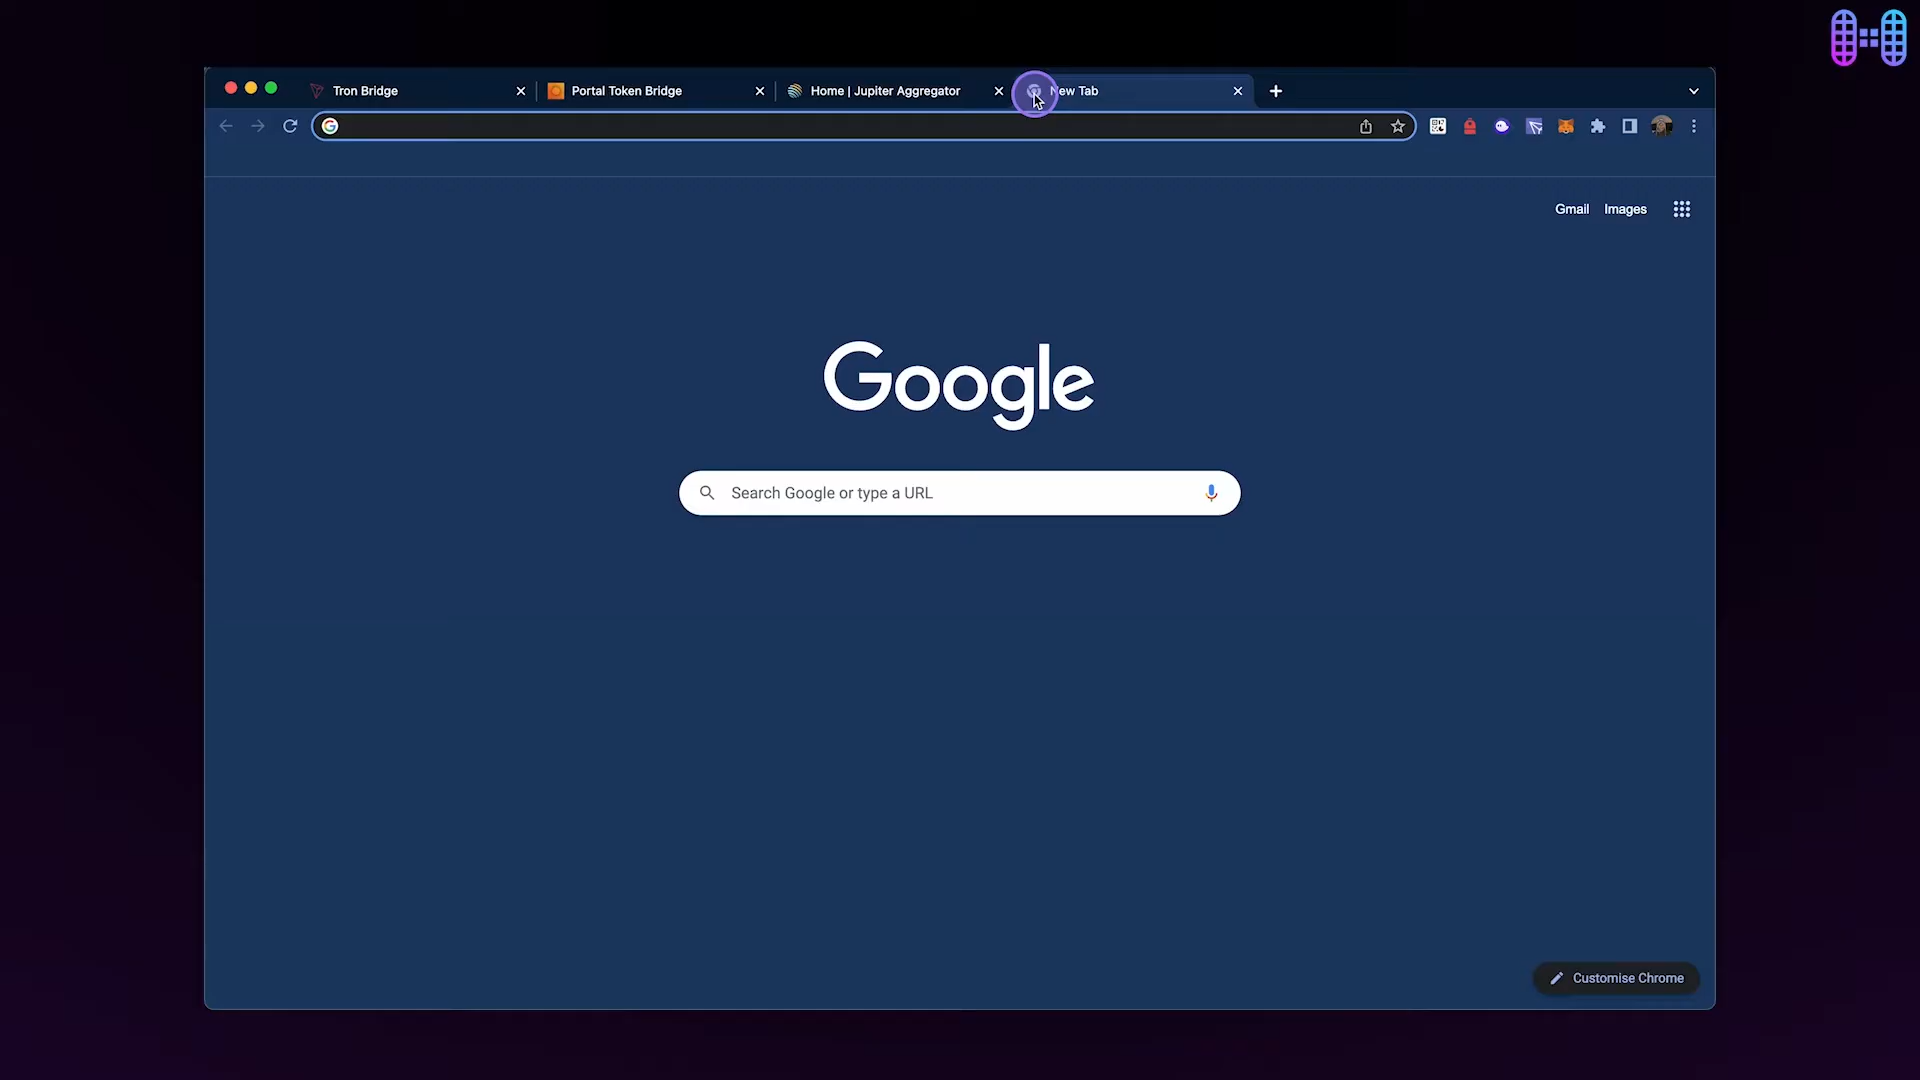 Tron Bridge
Portal Token Bridge
Home | Jupiter Aggregator
New Tab
Gmail
Images
Google
Search Google or type a URL
Customise Chrome